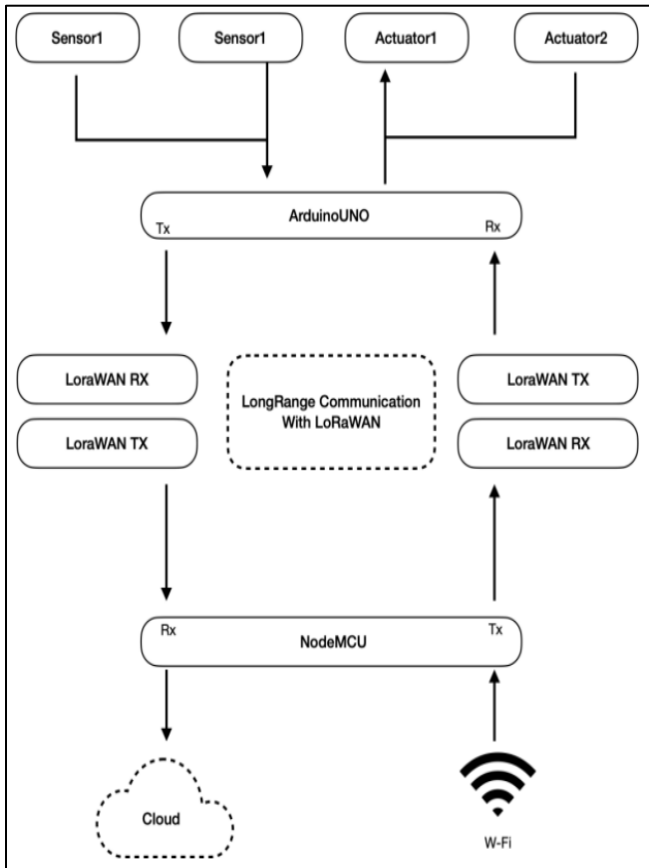 Sensor1
Sensor1
Actuator1
Actuator2
ArduinoUNO
Tx
Rx
LoraWAN RX
LoraWAN TX
LongRange Communication
With LoRaWAN
LoraWAN TX
LoraWAN RX
Rx
Tx
NodeMCU
Cloud
W-Fi